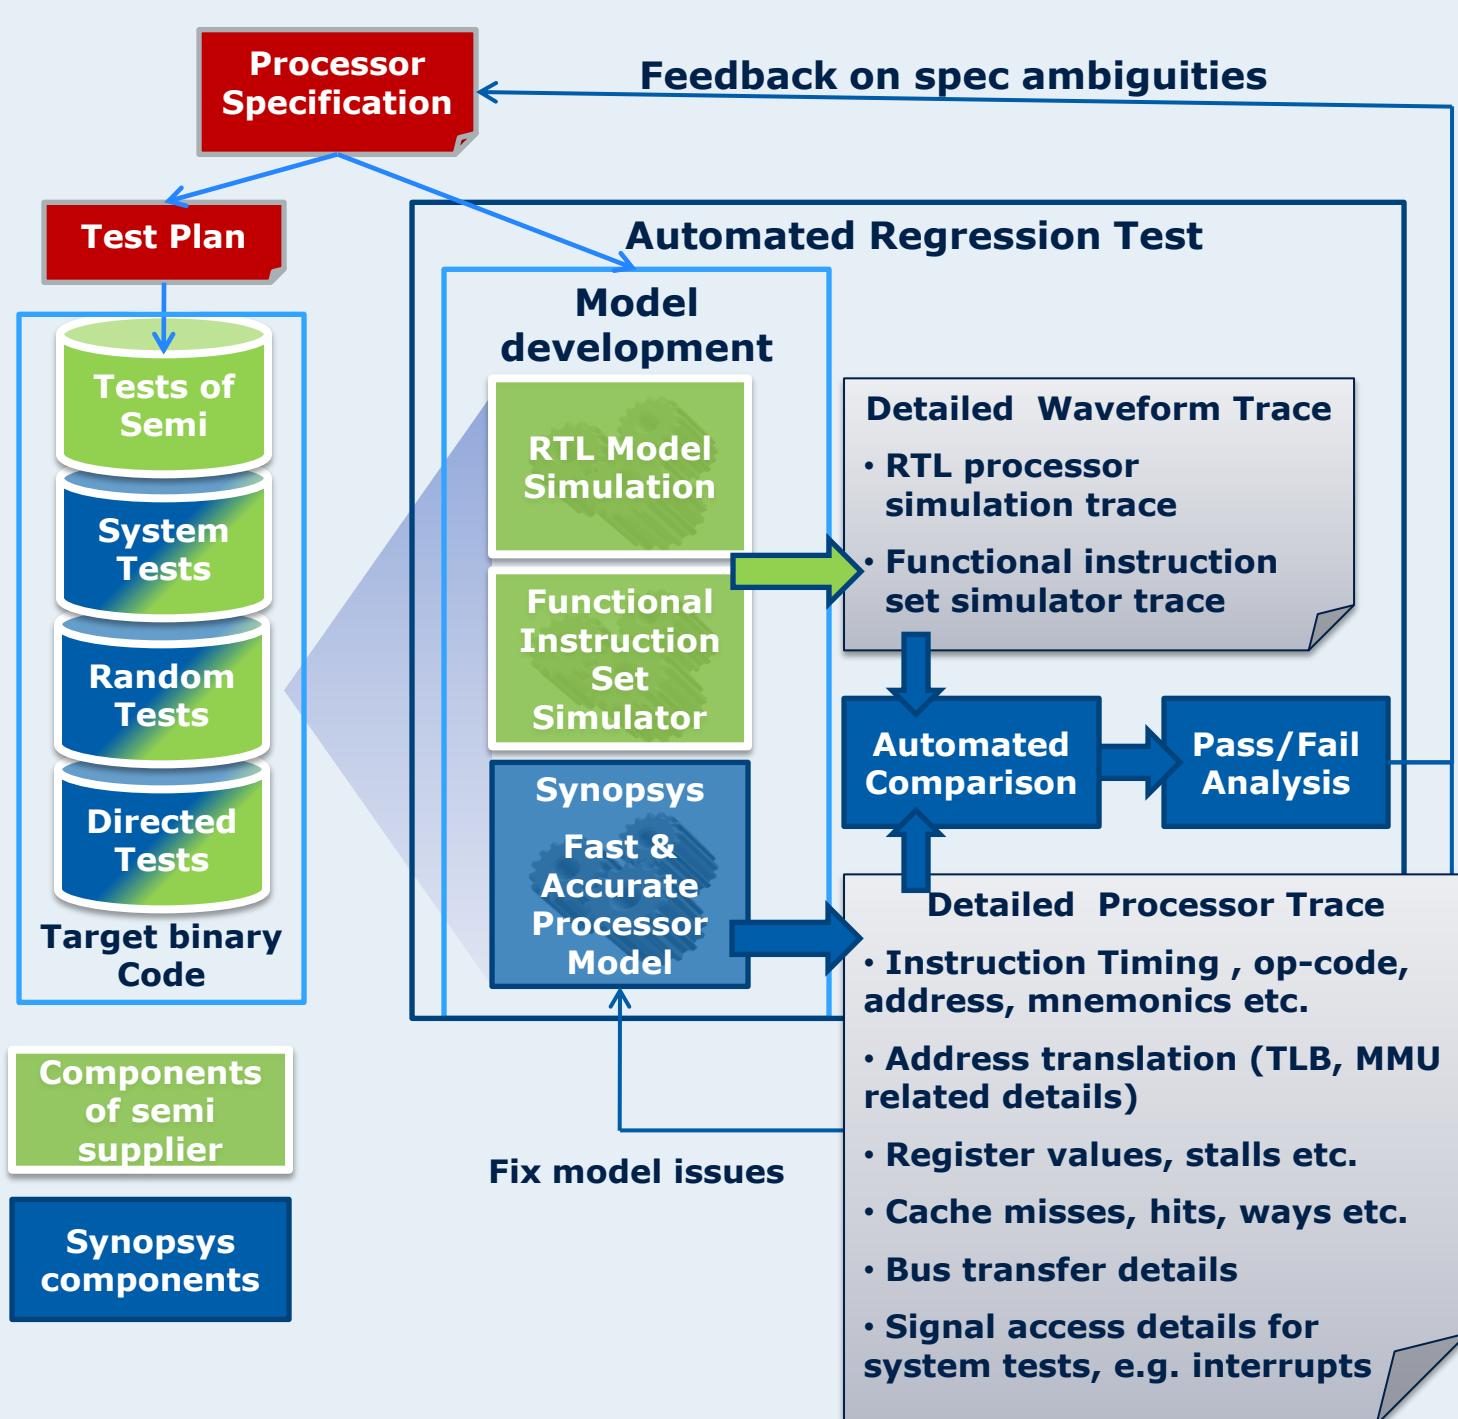 Processor
Specification
Feedback on spec ambiguities
Test Plan
Automated Regression Test
Tests of
Semi
System
Tests
Random
Tests
Directed
Tests
Target binary
Code
Model
development
RTL Model
Simulation
Functional
Instruction
Set
Simulator
Synopsys
Fast &
Accurate
Processor
Model
Detailed Waveform Trace
• RTL processor
simulation trace
• Functional instruction
set simulator trace
Automated
Comparison
Pass/Fail
Analysis
Detailed Processor Trace
• Instruction Timing , op-code,
address, mnemonics etc.
• Address translation (TLB, MMU
related details)
• Register values, stalls etc.
• Cache misses, hits, ways etc.
• Bus transfer details
• Signal access details for
system tests, e.g. interrupts
Fix model issues
Components
of semi
supplier
Synopsys
components